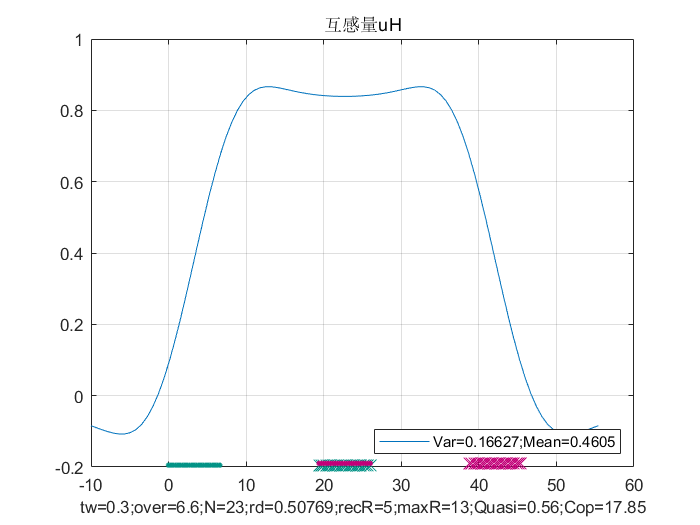 互感量uH
1
0.8
0.6
0.4
0.2
0
-0.2
Var=0.16627;Mean=0.4605
-10 0 10 20 30 40 50 60
tw=0.3;over=6.6;N=23;rd=0.50769;recR=5;maxR=13;Quasi=0.56;Cop=17.85